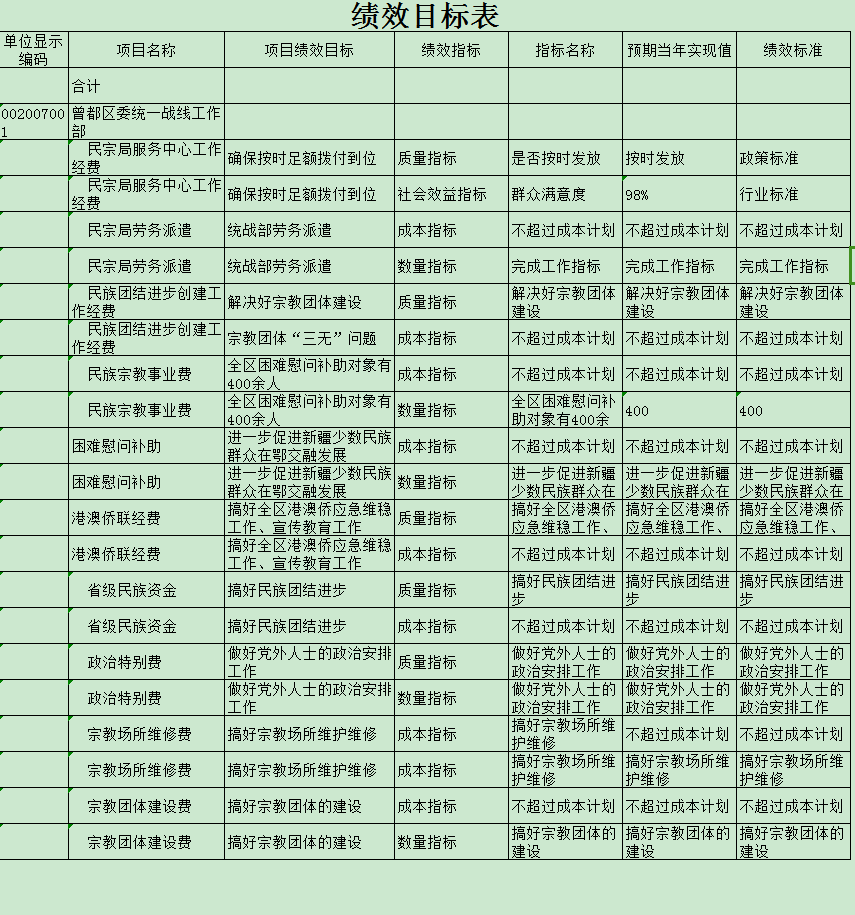 绩效目标表
单位显示编码 项目名称 项目绩效目标 绩效指标 指标名称 预期当年实现值 绩效标准
合计
002007001 曾都区委统一战线工作部
民宗局服务中心工作经费 确保按时足额拨付到位 质量指标 是否按时发放 按时发放 政策标准
民宗局服务中心工作经费 确保按时足额拨付到位 社会效益指标 群众满意度 98% 行业标准
民宗局劳务派遣 统战部劳务派遣 成本指标 不超过成本计划 不超过成本计划 不超过成本计划
民宗局劳务派遣 统战部劳务派遣 数量指标 完成工作指标 完成工作指标 完成工作指标
民族团结进步创建工作经费 解决好宗教团体建设 质量指标 解决好宗教团体建设 解决好宗教团体建设 解决好宗教团体建设
民族团结进步创建工作经费 宗教团体“三无”问题 成本指标 不超过成本计划 不超过成本计划 不超过成本计划
民族宗教事业费 全区困难慰问补助对象有400余人 成本指标 不超过成本计划 不超过成本计划 不超过成本计划
民族宗教事业费 全区困难慰问补助对象有400余人 数量指标 全区困难慰问补助对象有400余 400 400
困难慰问补助 进一步促进新疆少数民族群众在鄂交融发展 成本指标 不超过成本计划 不超过成本计划 不超过成本计划
困难慰问补助 进一步促进新疆少数民族群众在鄂交融发展 数量指标 进一步促进新疆少数民族群众在 进一步促进新疆少数民族群众在 进一步促进新疆少数民族群众在
港澳侨联经费 搞好全区港澳侨应急维稳工作、宣传教育工作 质量指标 搞好全区港澳侨应急维稳工作、 搞好全区港澳侨应急维稳工作、 搞好全区港澳侨应急维稳工作、
港澳侨联经费 搞好全区港澳侨应急维稳工作、宣传教育工作 成本指标 不超过成本计划 不超过成本计划 不超过成本计划
省级民族资金 搞好民族团结进步 质量指标 搞好民族团结进步 搞好民族团结进步 搞好民族团结进步
省级民族资金 搞好民族团结进步 成本指标 不超过成本计划 不超过成本计划 不超过成本计划
政治特别费 做好党外人士的政治安排工作 质量指标 做好党外人士的政治安排工作 做好党外人士的政治安排工作 做好党外人士的政治安排工作
政治特别费 做好党外人士的政治安排工作 数量指标 做好党外人士的政治安排工作 做好党外人士的政治安排工作 做好党外人士的政治安排工作
宗教场所维修费 搞好宗教场所维护维修 成本指标 搞好宗教场所维护维修 不超过成本计划 不超过成本计划
宗教场所维修费 搞好宗教场所维护维修 成本指标 搞好宗教场所维护维修 搞好宗教场所维护维修 搞好宗教场所维护维修
宗教团体建设费 搞好宗教团体的建设 成本指标 不超过成本计划 不超过成本计划 不超过成本计划
宗教团体建设费 搞好宗教团体的建设 数量指标 搞好宗教团体的建设 搞好宗教团体的建设 搞好宗教团体的建设